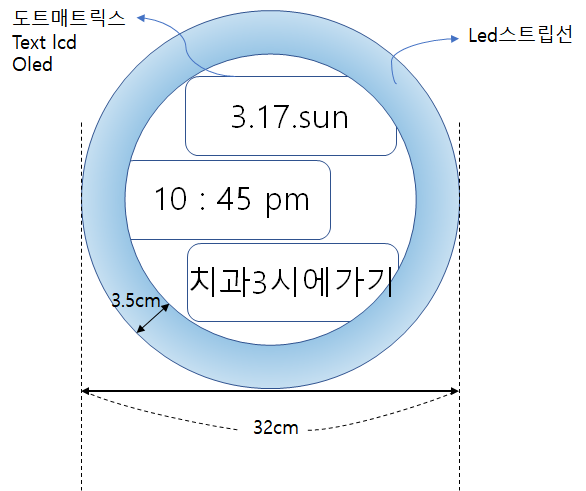 도트매트릭스
Text lcd
Oled
Led스트립선
3.17.sun
10 : 45 pm
치과3시에가기
3.5cm
32cm